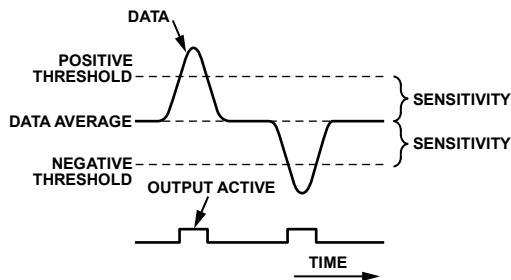 DATA
POSITIVE
THRESHOLD
SENSITIVITY
DATA AVERAGE
SENSITIVITY
NEGATIVE
THRESHOLD
OUTPUT ACTIVE
TIME